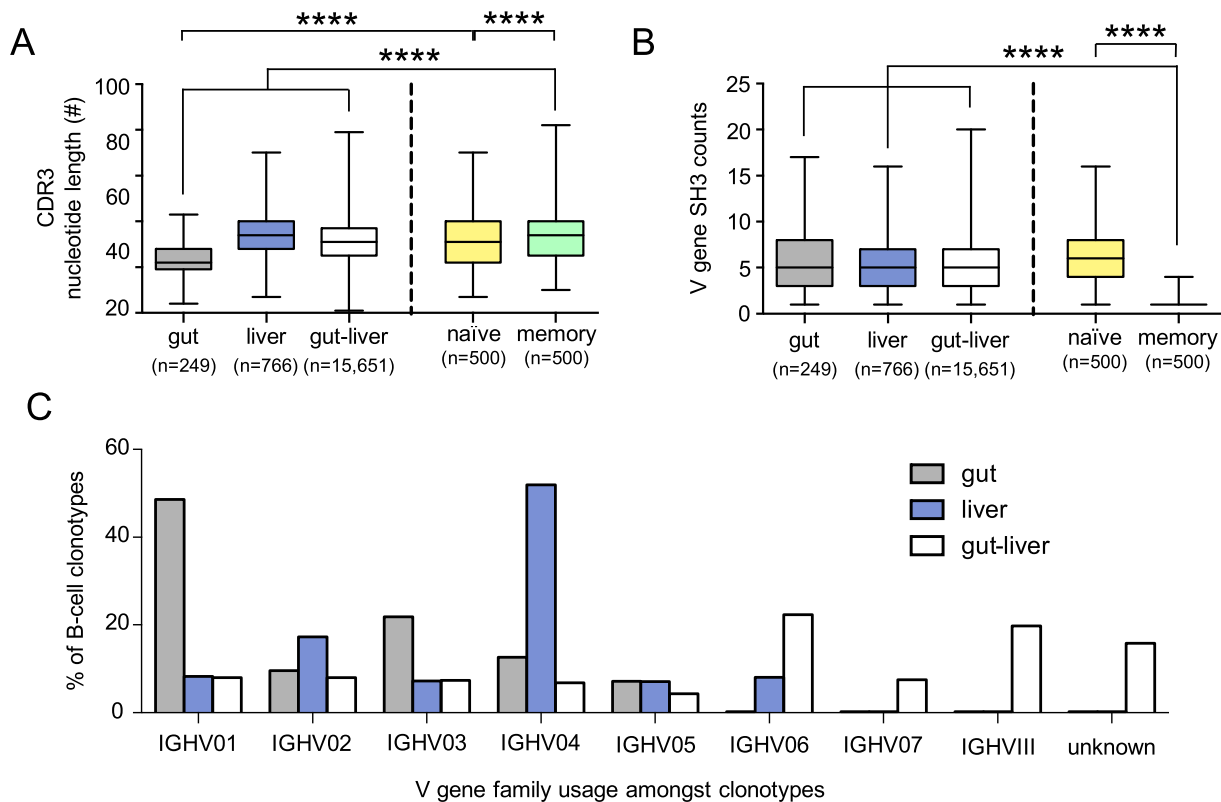 A
**** ****
****
CDR3
nucleotide length (#)
100
80
60
40
20
gut liver gut-liver naïve memory
(n=249) (n=766) (n=15,651) (n=500) (n=500)
B
****
****
V gene SH3 counts
25
20
15
10
5
0
gut liver gut-liver naïve memory
(n=249) (n=766) (n=15,651) (n=500) (n=500)
C
% of B-cell clonotypes
60
40
20
0
gut
liver
gut-liver
IGHV01 IGHV02 IGHV03 IGHV04 IGHV05 IGHV06 IGHV07 IGHVIII unknown
V gene family usage amongst clonotypes